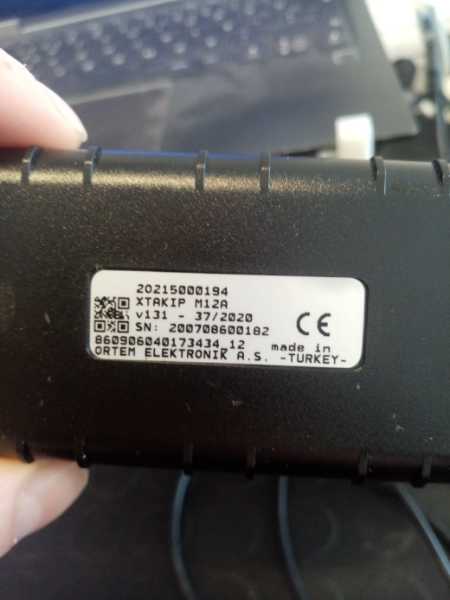 20215000194
XTAKIP M12A
v131 - 37/2020
SN: 200708600182
860906040173434_12
ORTEM ELEKTRONIK A.S.
CE
made in
-TURKEY-